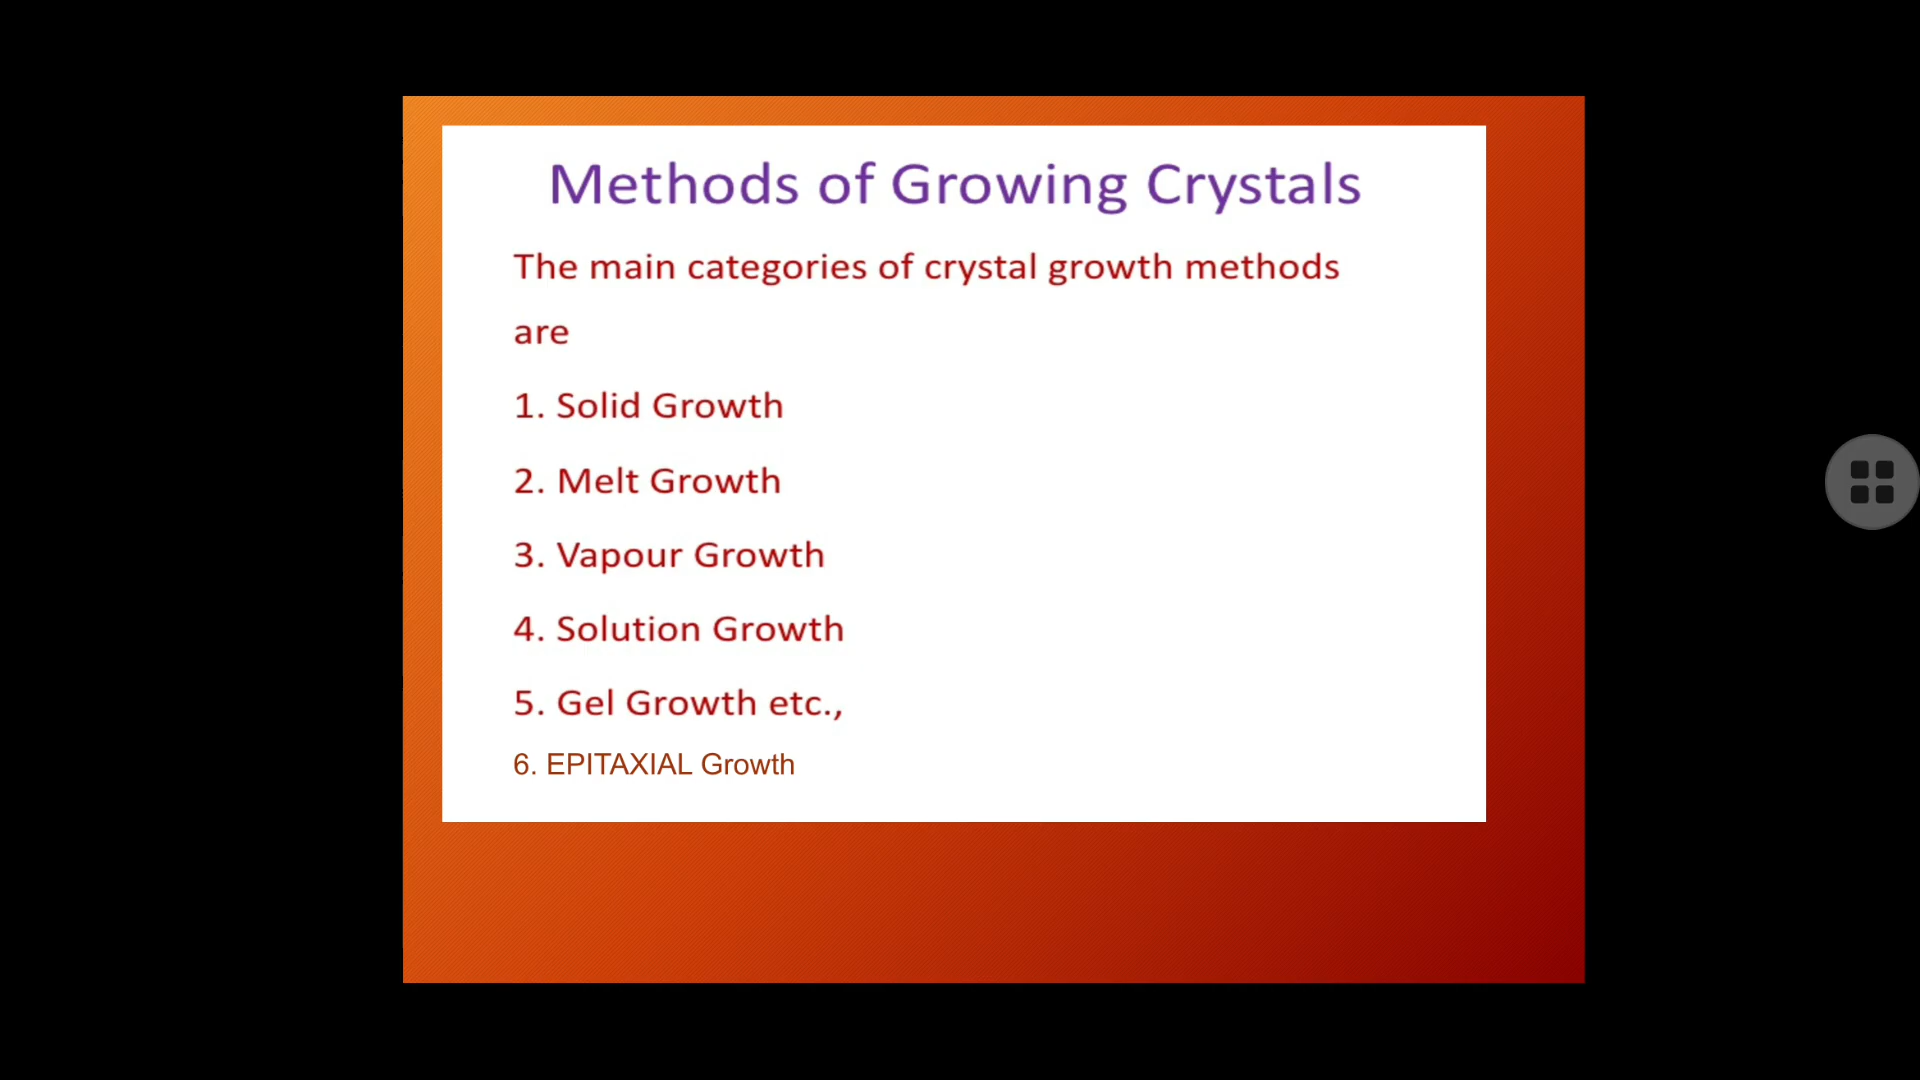 Methods of Growing Crystals
The main categories of crystal growth methods
are
1. Solid Growth
2. Melt Growth
3. Vapour Growth
4. Solution Growth
5. Gel Growth etc.,
6. EPITAXIAL Growth